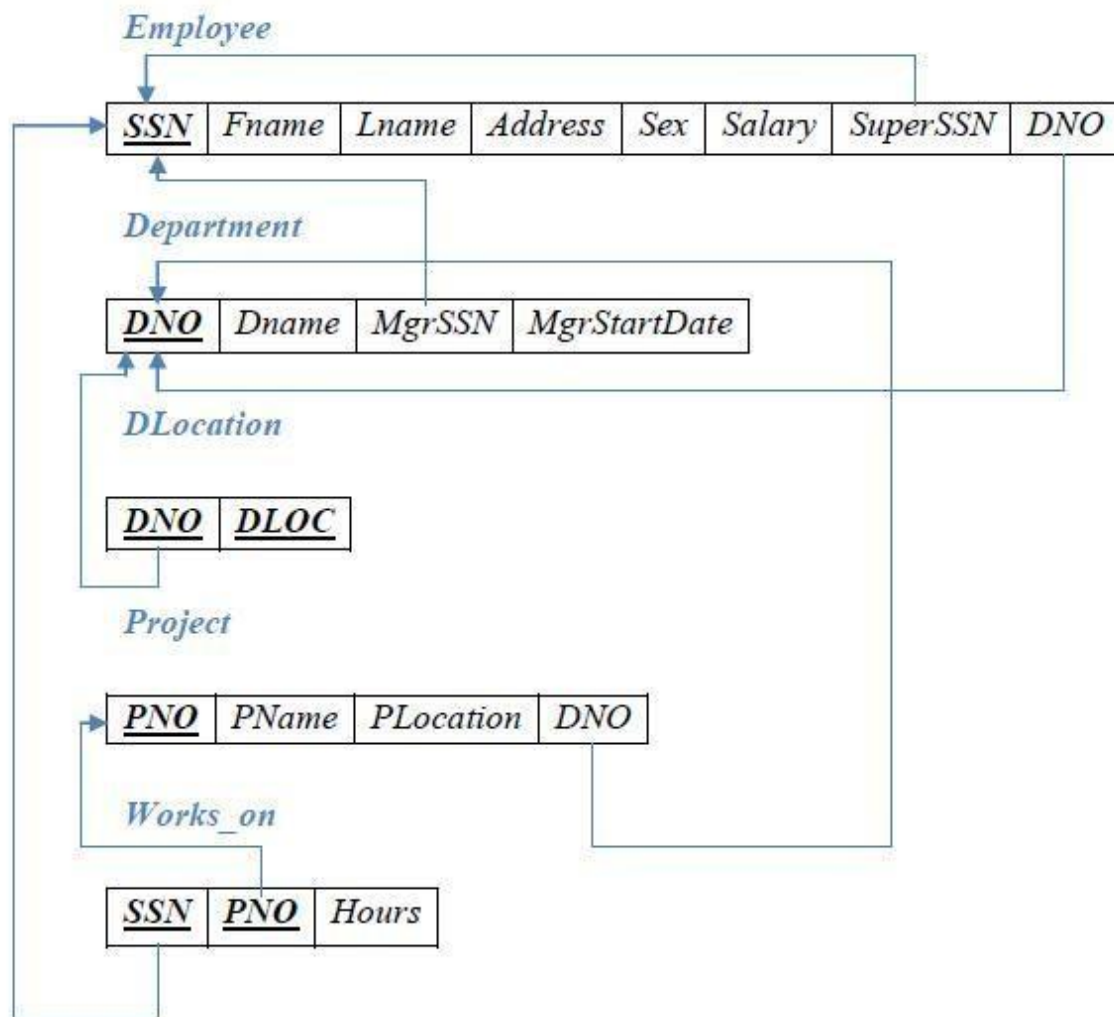 Employee
SSN Fname Lname Address Sex Salary SuperSSN DNO
Department
DNO Dname MgrSSN MgrStartDate
DLocation
DNO DLOC
Project
PNO PName PLocation DNO
Works_on
SSN PNO Hours